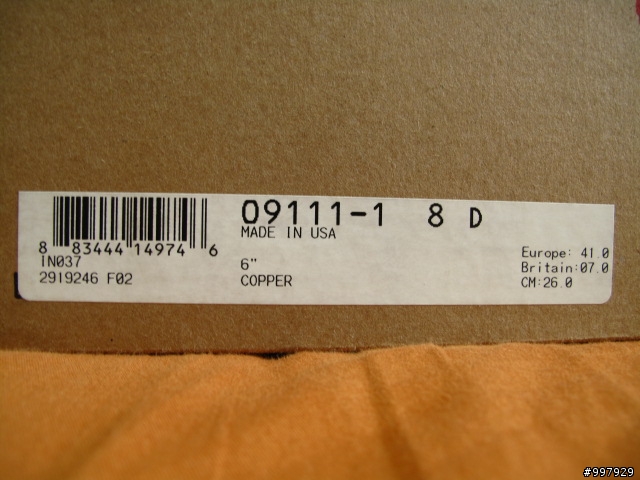 09111-1 8 D
MADE IN USA
8 83444 14974 6
IN037
2919246 F02
6"
COPPER
Europe: 41.0
Britain:07.0
CM:26.0
#997929